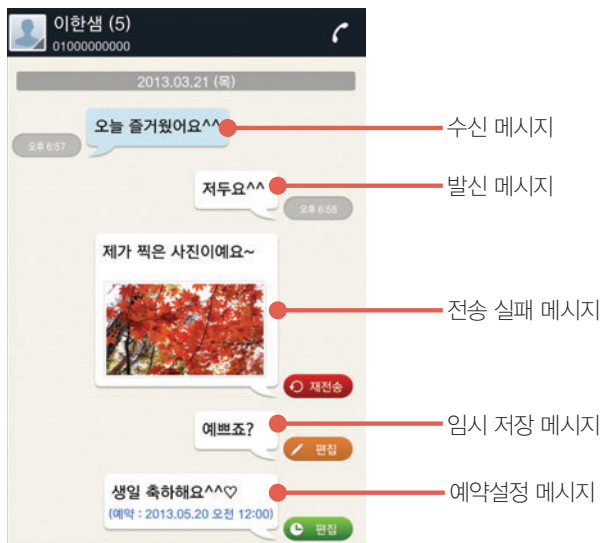 이한샘 (5)
01000000000
2013.03.21 (목)
오늘 즐거웠어요^^
오후 6:57
수신 메시지
저두요^^
오후 6:58
발신 메시지
제가 찍은 사진이예요~
전송 실패 메시지
재전송
예쁘죠?
임시 저장 메시지
편집
생일 축하해요^^♡
(예약 : 2013.05.20 오전 12:00)
예약설정 메시지
편집